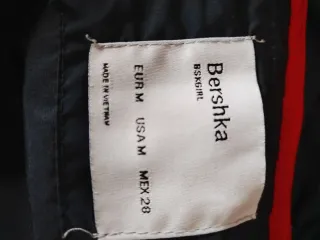 Bershka
BSKGIRL
EUR M USA M MEX 28
MADE IN VIETNAM